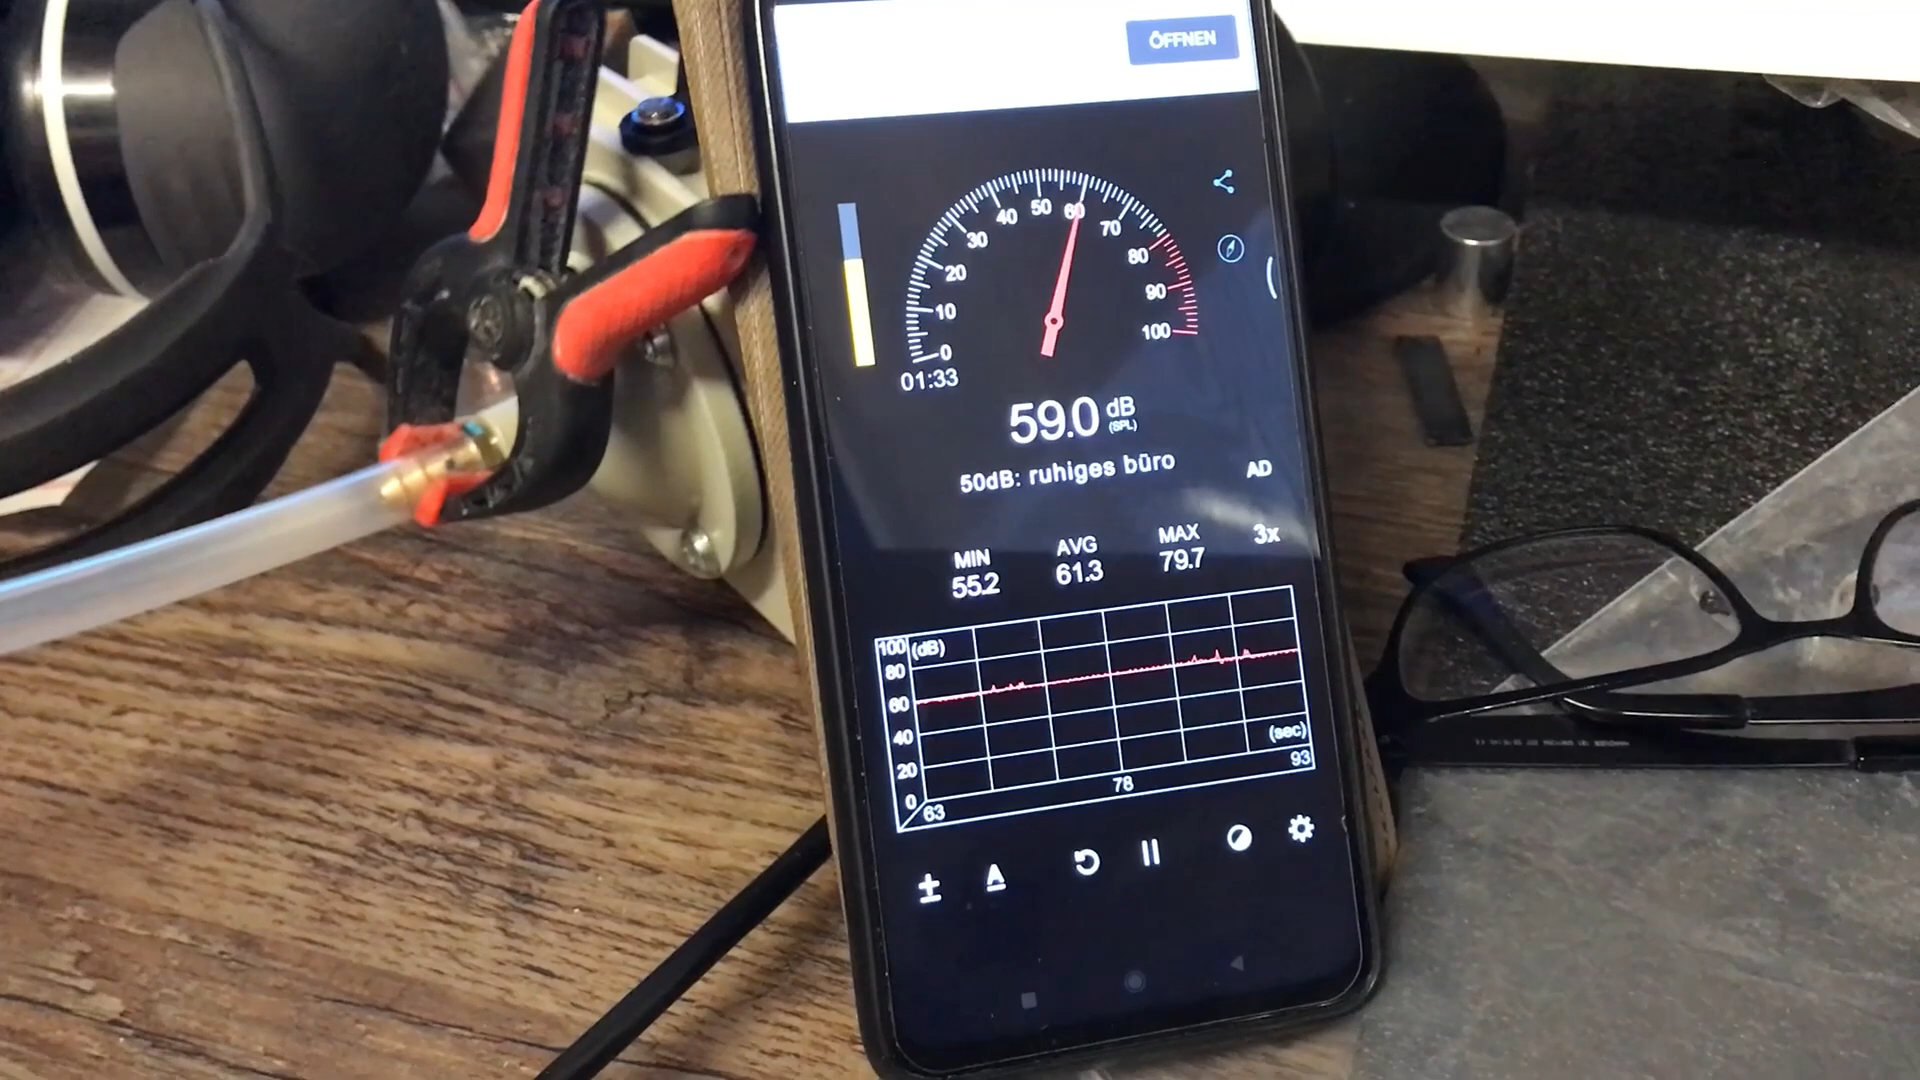 ÖFFNEN
0 10 20 30 40 50 60 70 80 90 100
01:33
59.0 dB
(SPL)
50dB: ruhiges büro
AD
MIN AVG MAX 3x
55.2 61.3 79.7
100 (dB)
80
60
40
20
0
(sec)
63 78 93
A